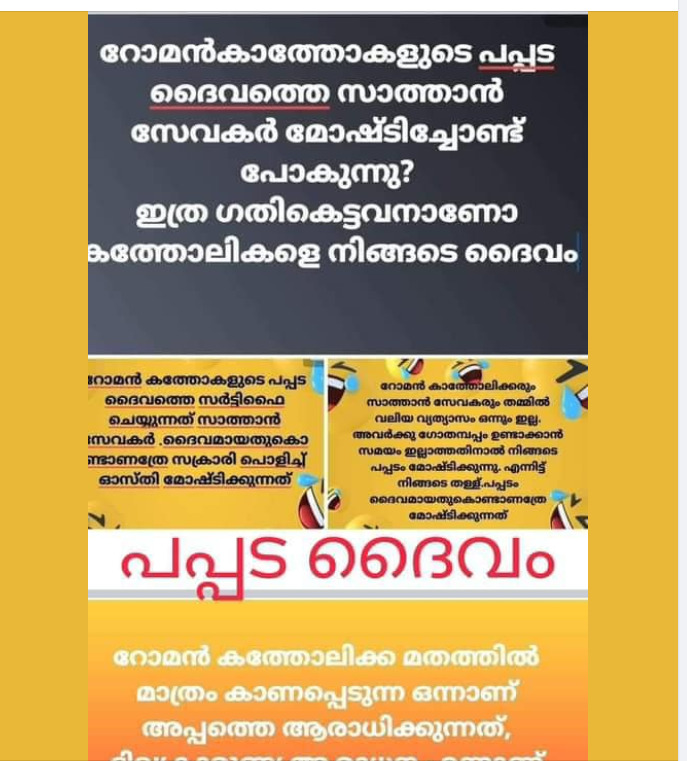 റോമൻകാത്തോകളുടെ പപ്പട
ദൈവത്തെ സാത്താൻ
സേവകർ മോഷ്ടിച്ചോണ്ട്
പോകുന്നു?
ഇത്ര ഗതികെട്ടവനാണോ
കത്തോലികളെ നിങ്ങടെ ദൈവം
റോമൻ കത്തോകളുടെ പപ്പട
ദൈവത്തെ സർട്ടിഫൈ
ചെയ്യുന്നത് സാത്താൻ
സേവകർ .ദൈവമായതുകൊ
ണ്ടാണത്രേ സക്രാരി പൊളിച്ച്
ഓസ്തി മോഷ്ടിക്കുന്നത്
റോമൻ കാത്തോലിക്കരും
സാത്താൻ സേവകരും തമ്മിൽ
വലിയ വ്യത്യാസം ഒന്നും ഇല്ല.
അവർക്കു ഗോതമ്പപ്പം ഉണ്ടാക്കാൻ
സമയം ഇല്ലാത്തതിനാൽ നിങ്ങടെ
പപ്പടം മോഷ്ടിക്കുന്നു. എന്നിട്ട്
നിങ്ങടെ തള്ള്.പപ്പടം
ദൈവമായതുകൊണ്ടാണത്രേ
മോഷ്ടിക്കുന്നത്
പപ്പട ദൈവം
റോമൻ കത്തോലിക്ക മതത്തിൽ
മാത്രം കാണപ്പെടുന്ന ഒന്നാണ്
അപ്പത്തെ ആരാധിക്കുന്നത്,